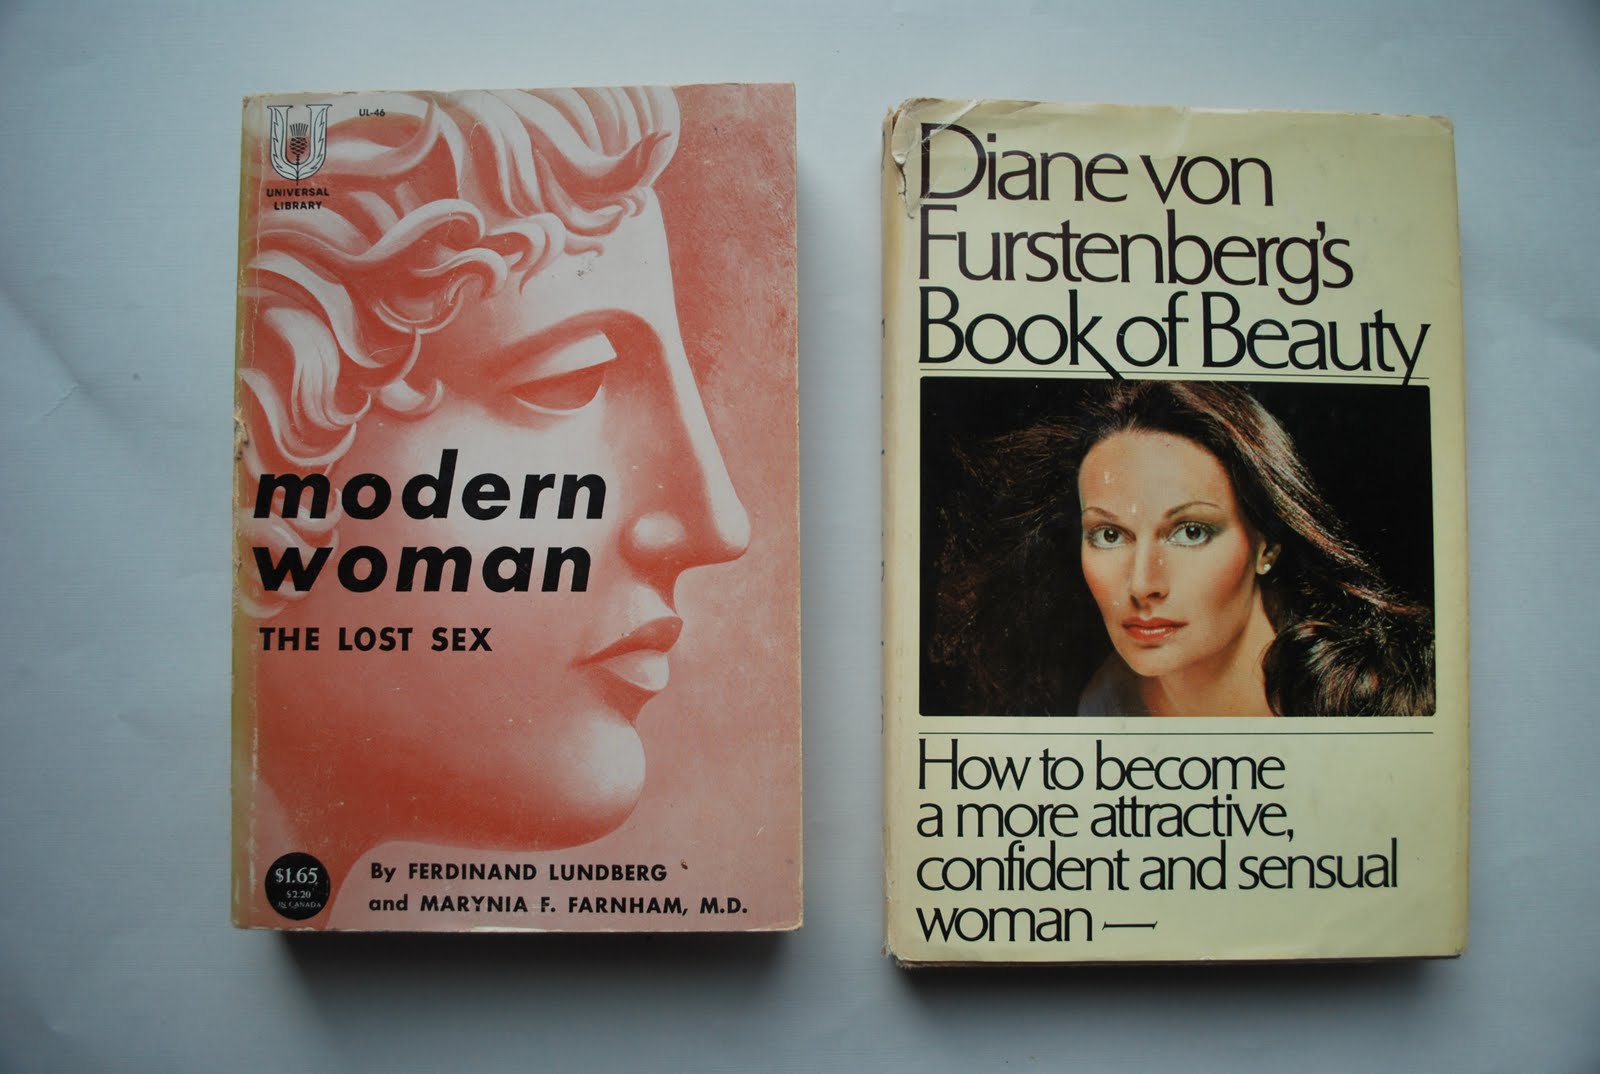 UL-46
UNIVERSAL
LIBRARY
modern
woman
THE LOST SEX
$1.65
$2.20
IN CANADA
By FERDINAND LUNDBERG
and MARYNIA F. FARNHAM, M.D.
Diane von
Furstenberg's
Book of Beauty
How to become
a more attractive,
confident and sensual
woman —